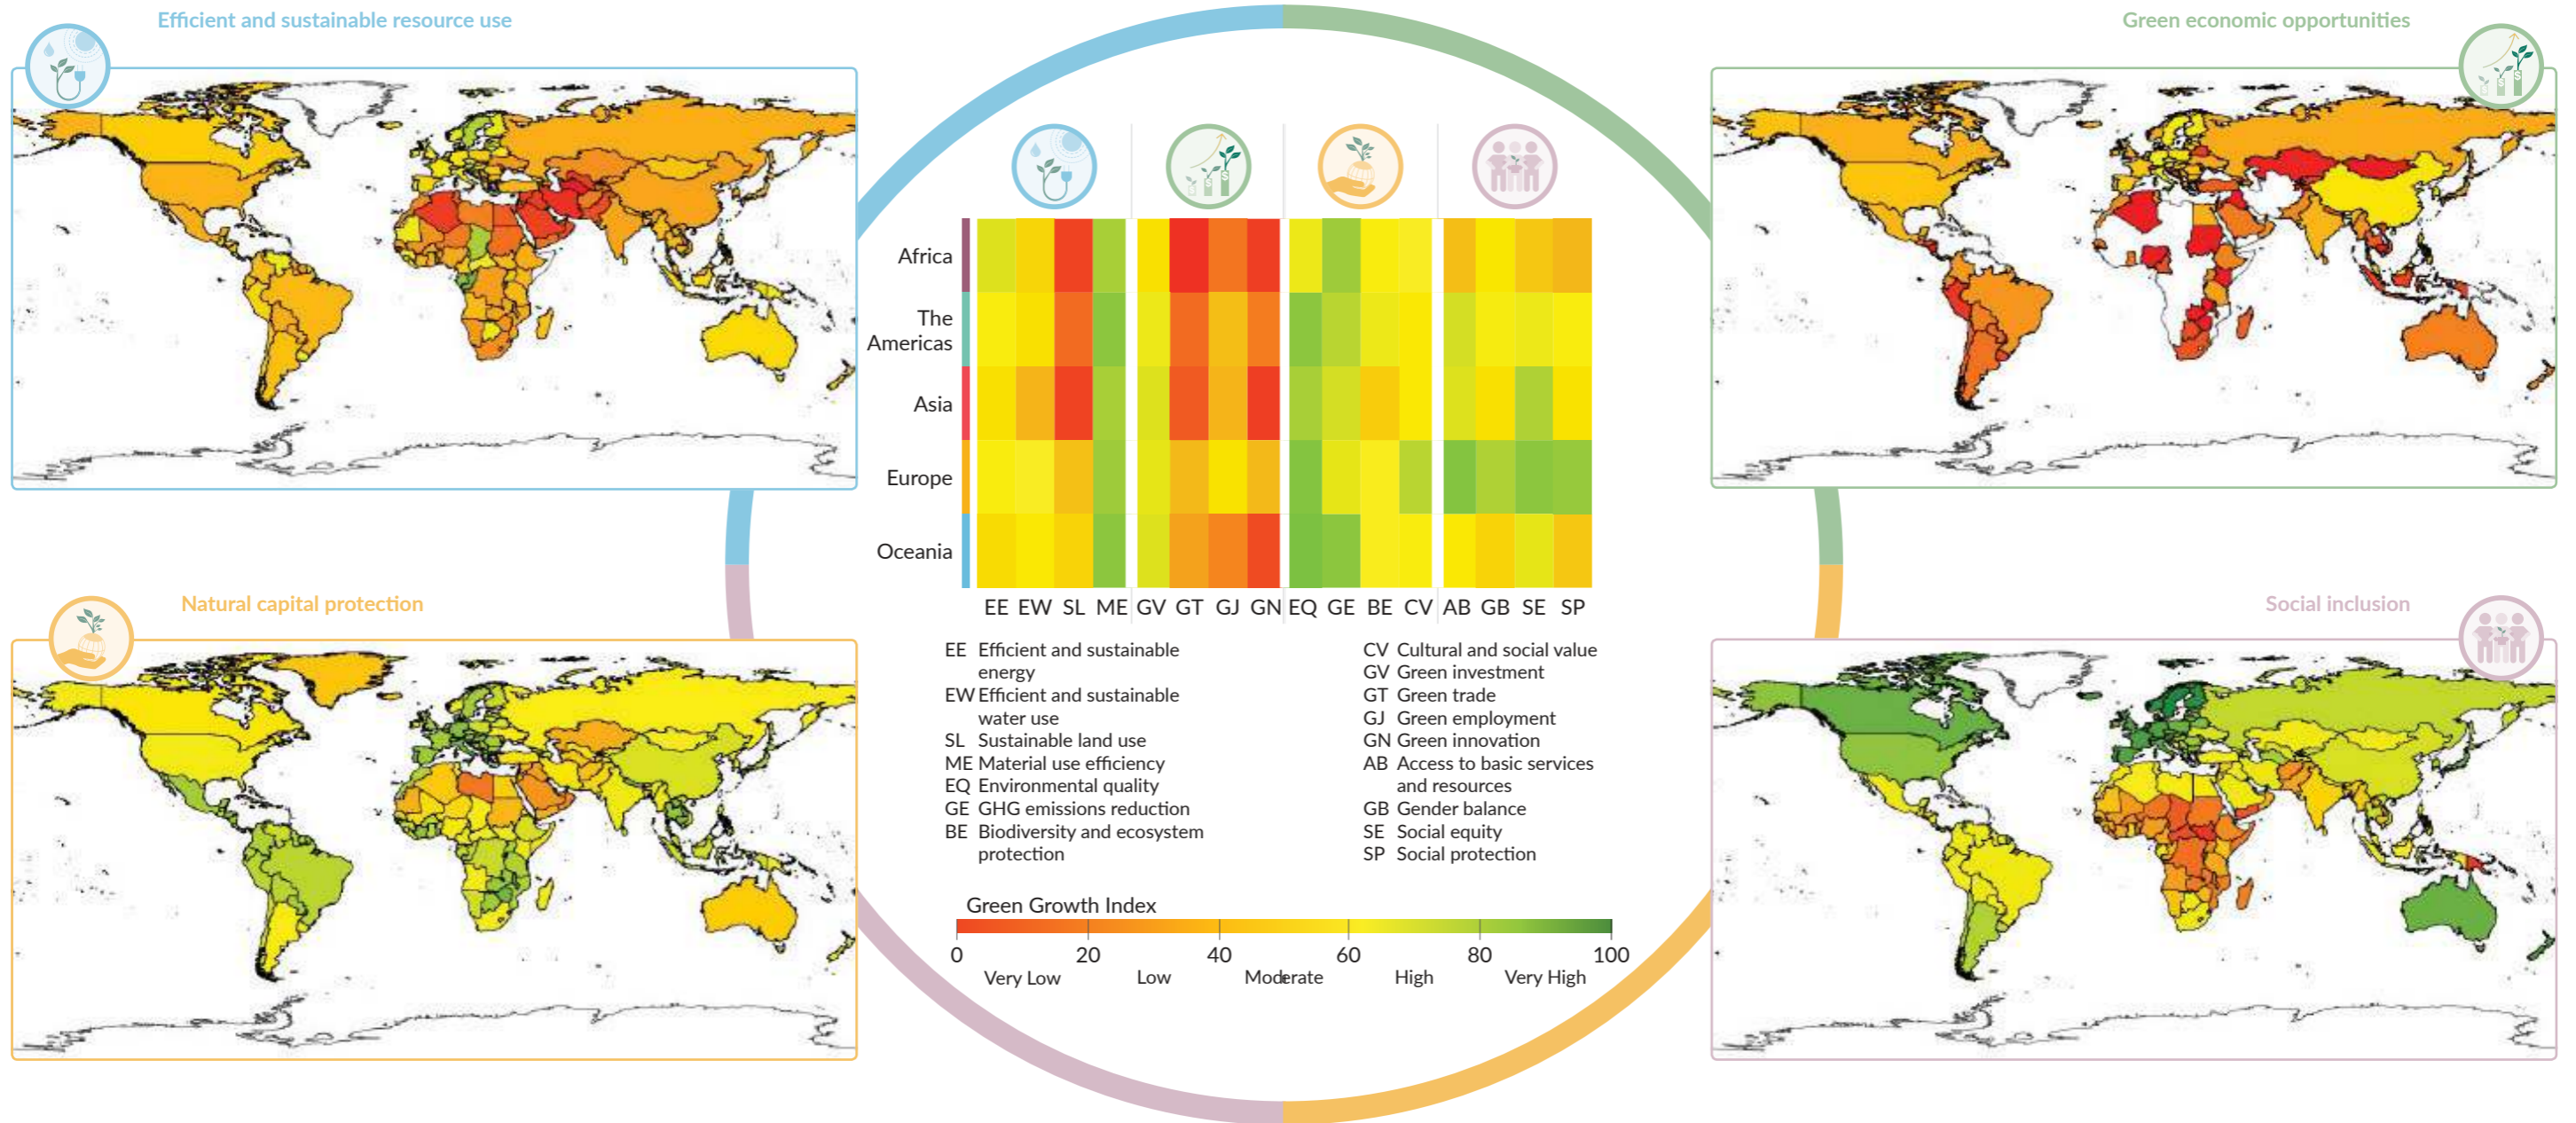 Efficient and sustainable resource use
Green economic opportunities
Africa
The
Americas
Asia
Europe
Oceania
EE EW SL ME GV GT GJ GN EQ GE BE CV AB GB SE SP
Natural capital protection
Social inclusion
EE Efficient and sustainable
energy
EW Efficient and sustainable
water use
SL Sustainable land use
ME Material use efficiency
EQ Environmental quality
GE GHG emissions reduction
BE Biodiversity and ecosystem
protection
CV Cultural and social value
GV Green investment
GT Green trade
GJ Green employment
GN Green innovation
AB Access to basic services
and resources
GB Gender balance
SE Social equity
SP Social protection
Green Growth Index
0 20 40 60 80 100
Very Low Low Moderate High Very High